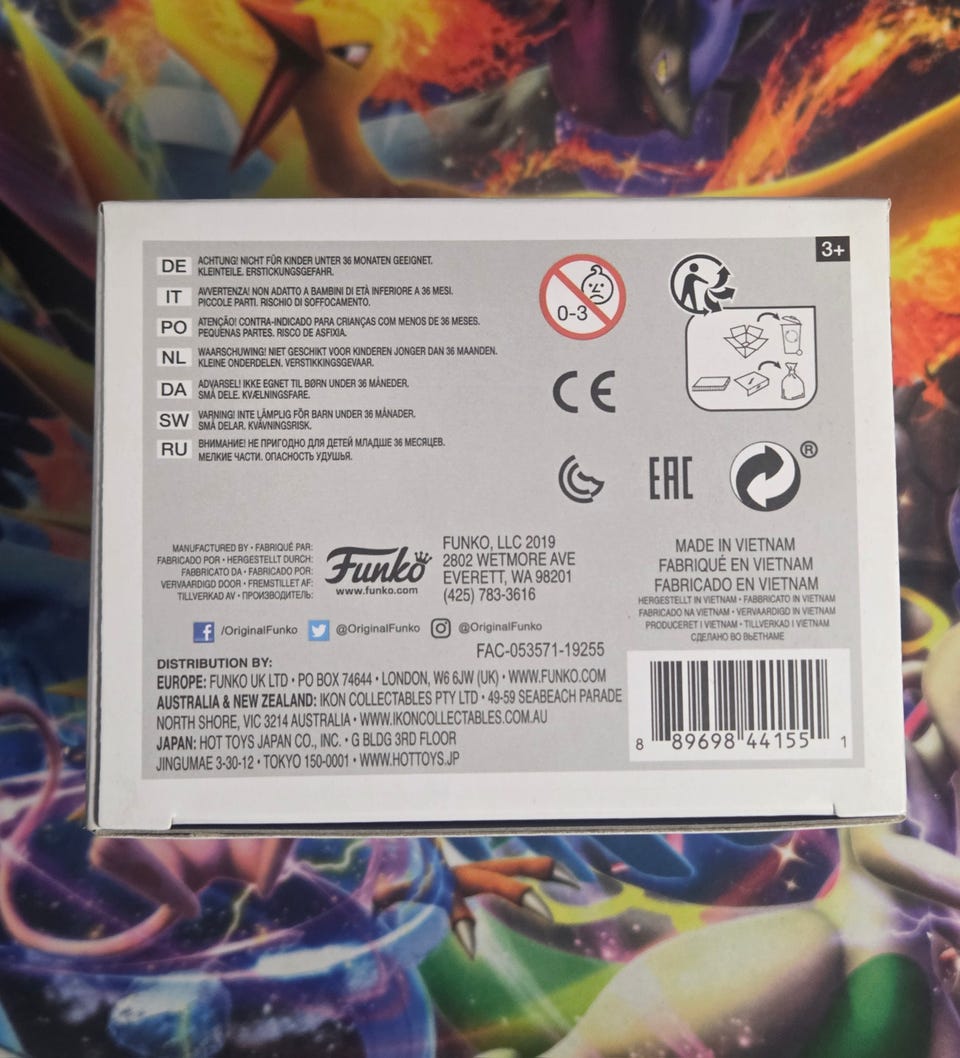 3+
DE ACHTUNG! NICHT FÜR KINDER UNTER 36 MONATEN GEEIGNET.
KLEINTEILE. ERSTICKUNGSGEFAHR.
IT AVVERTENZA! NON ADATTO A BAMBINI DI ETÀ INFERIORE A 36 MESI.
PICCOLE PARTI. RISCHIO DI SOFFOCAMENTO.
PO ATENÇÃO! CONTRA-INDICADO PARA CRIANÇAS COM MENOS DE 36 MESES.
PEQUENAS PARTES. RISCO DE ASFIXIA.
NL WAARSCHUWING! NIET GESCHIKT VOOR KINDEREN JONGER DAN 36 MAANDEN.
KLEINE ONDERDELEN. VERSTIKKINGSGEVAAR.
DA ADVARSEL! IKKE EGNET TIL BØRN UNDER 36 MÅNEDER.
SMÅ DELE. KVÆLNINGSFARE.
SW VARNING! INTE LÄMPLIG FÖR BARN UNDER 36 MÅNADER.
SMÅ DELAR. KVÄVNINGSRISK.
RU ВНИМАНИЕ! НЕ ПРИГОДНО ДЛЯ ДЕТЕЙ МЛАДШЕ 36 МЕСЯЦЕВ.
МЕЛКИЕ ЧАСТИ. ОПАСНОСТЬ УДУШЬЯ.
0-3
CE
EAC
®
MANUFACTURED BY • FABRIQUÉ PAR:
FABRICADO POR • HERGESTELLT DURCH:
FABBRICATO DA • FABRICADO POR:
VERVAARDIGD DOOR • FREMSTILLET AF:
TILLVERKAD AV • ПРОИЗВОДИТЕЛЬ:
Funko
www.funko.com
FUNKO, LLC 2019
2802 WETMORE AVE
EVERETT, WA 98201
(425) 783-3616
MADE IN VIETNAM
FABRIQUÉ EN VIETNAM
FABRICADO EN VIETNAM
HERGESTELLT IN VIETNAM • FABBRICATO IN VIETNAM
FABRICADO NA VIETNAM • VERVAARDIGD IN VIETNAM
PRODUCERET I VIETNAM • TILLVERKAD I VIETNAM
СДЕЛАНО ВО ВЬЕТНАМЕ
/OriginalFunko @OriginalFunko @OriginalFunko
FAC-053571-19255
DISTRIBUTION BY:
EUROPE: FUNKO UK LTD • PO BOX 74644 • LONDON, W6 6JW (UK) • WWW.FUNKO.COM
AUSTRALIA & NEW ZEALAND: IKON COLLECTABLES PTY LTD • 49-59 SEABEACH PARADE
NORTH SHORE, VIC 3214 AUSTRALIA • WWW.IKONCOLLECTABLES.COM.AU
JAPAN: HOT TOYS JAPAN CO., INC. • G BLDG 3RD FLOOR
JINGUMAE 3-30-12 • TOKYO 150-0001 • WWW.HOTTOYS.JP
8 89698 44155 1